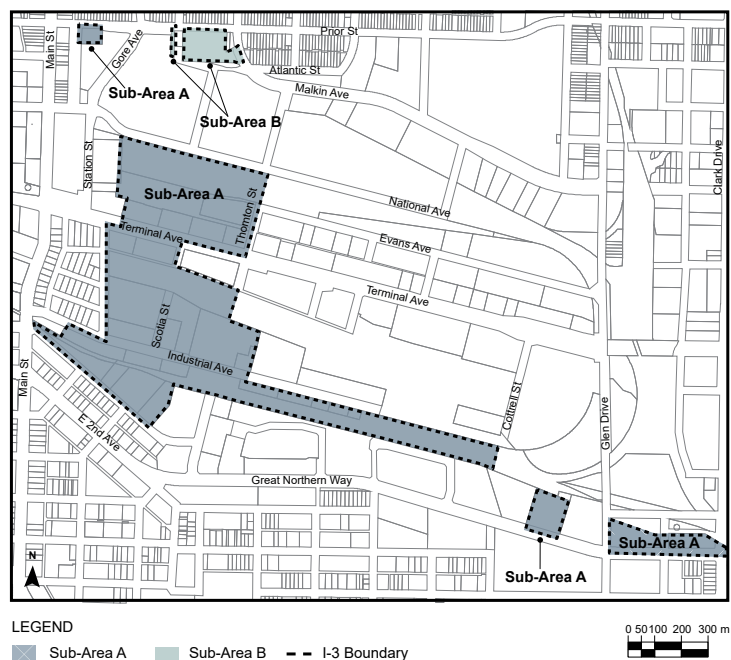 Prior St
Main St
Gore Ave
Atlantic St
Malkin Ave
Sub-Area A
Sub-Area B
Station St
Clark Drive
Sub-Area A
National Ave
Thornton St
Terminal Ave
Evans Ave
Terminal Ave
Scotia St
Industrial Ave
Main St
Cottrell St
Glen Drive
E 2nd Ave
Great Northern Way
Sub-Area A
N
Sub-Area A
LEGEND
0 50 100 200 300 m
Sub-Area A Sub-Area B I-3 Boundary